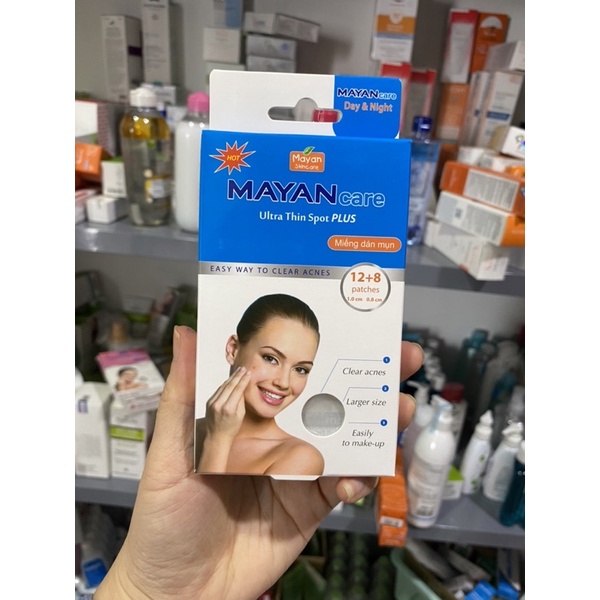 MAYANcare
Day & Night
HOT
Mayan
Skincare
MAYANcare
Ultra Thin Spot PLUS
Miếng dán mụn
EASY WAY TO CLEAR ACNES
12+8
patches
1.0 cm 0.8 cm
1
Clear acnes
2
Larger size
3
Easily
to make-up